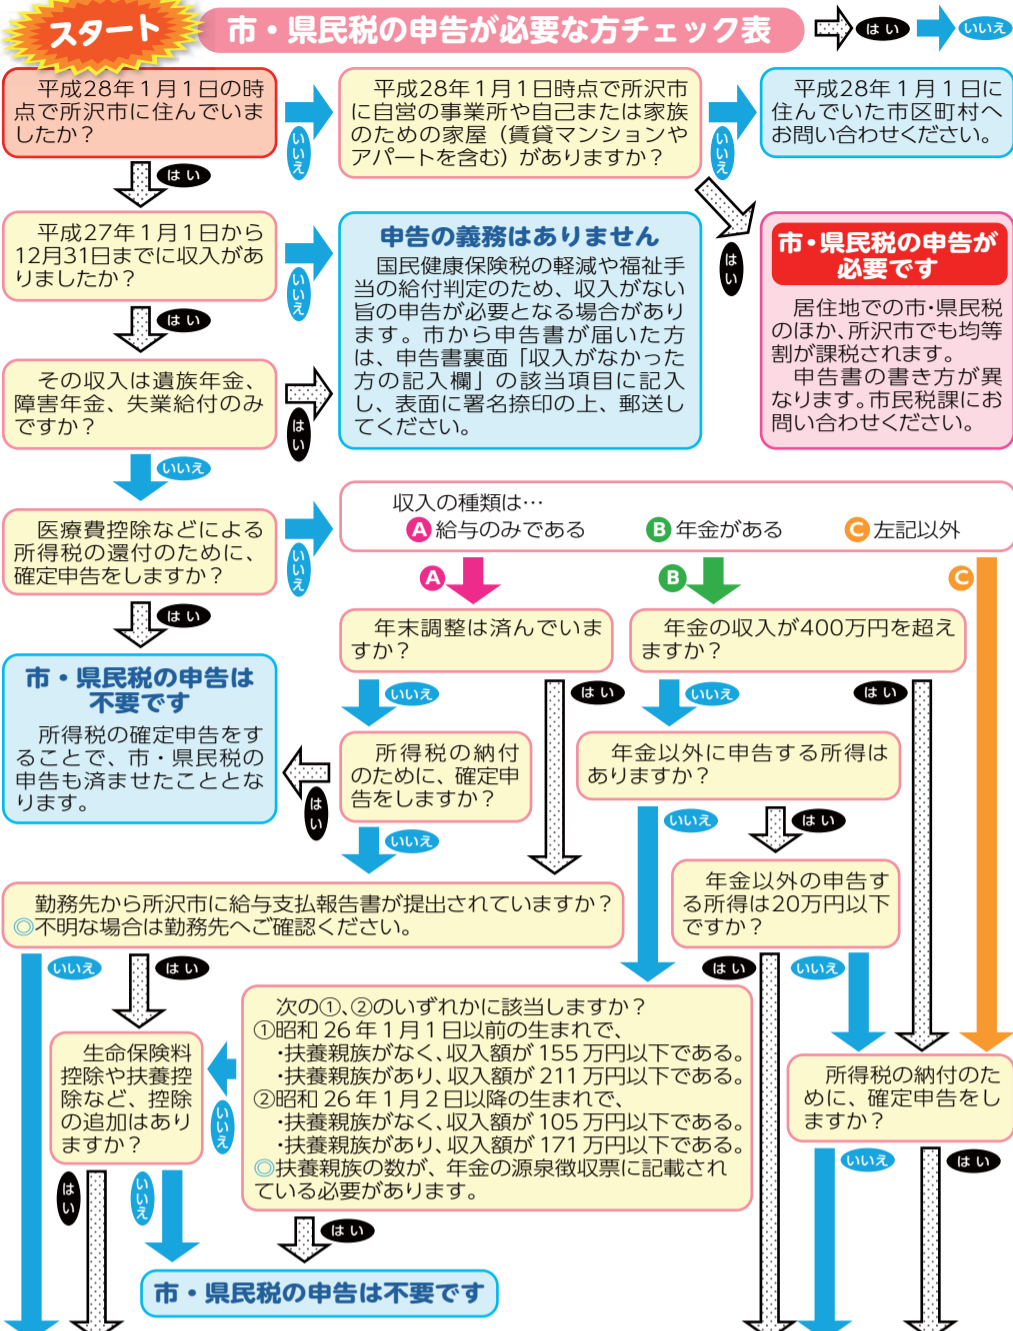 スタート
市・県民税の申告が必要な方チェック表
はい
いいえ
平成28年1月1日の時
点で所沢市に住んでいま
したか？
いいえ
平成28年1月1日時点で所沢市
に自営の事業所や自己または家族
のための家屋（賃貸マンションや
アパートを含む）がありますか？
いいえ
平成28年1月1日に
住んでいた市区町村へ
お問い合わせください。
はい
はい
平成27年1月1日から
12月31日までに収入があ
りましたか？
いいえ
申告の義務はありません
国民健康保険税の軽減や福祉手
当の給付判定のため、収入がない
旨の申告が必要となる場合があり
ます。市から申告書が届いた方
は、申告書裏面「収入がなかった
方の記入欄」の該当項目に記入
し、表面に署名捺印の上、郵送し
てください。
市・県民税の申告が
必要です
居住地での市・県民税
のほか、所沢市でも均等
割が課税されます。
申告書の書き方が異
なります。市民税課にお
問い合わせください。
はい
その収入は遺族年金、
障害年金、失業給付のみ
ですか？
はい
いいえ
医療費控除などによる
所得税の還付のために、
確定申告をしますか？
いいえ
収入の種類は…
A 給与のみである
B 年金がある
C 左記以外
A
B
C
はい
市・県民税の申告は
不要です
所得税の確定申告をす
ることで、市・県民税の
申告も済ませたこととな
ります。
年末調整は済んでいま
すか？
年金の収入が400万円を超え
ますか？
いいえ
はい
いいえ
はい
所得税の納付
のために、確定申
告をしますか？
はい
いいえ
年金以外に申告する所得は
ありますか？
いいえ
はい
年金以外の申告す
る所得は20万円以下
ですか？
はい
いいえ
勤務先から所沢市に給与支払報告書が提出されていますか？
◎不明な場合は勤務先へご確認ください。
いいえ
はい
生命保険料
控除や扶養控
除など、控除
の追加はあり
ますか？
はい
いいえ
次の①、②のいずれかに該当しますか？
①昭和26年1月1日以前の生まれで、
・扶養親族がなく、収入額が155万円以下である。
・扶養親族があり、収入額が211万円以下である。
②昭和26年1月2日以降の生まれで、
・扶養親族がなく、収入額が105万円以下である。
・扶養親族があり、収入額が171万円以下である。
◎扶養親族の数が、年金の源泉徴収票に記載され
ている必要があります。
いいえ
はい
所得税の納付のた
めに、確定申告をし
ますか？
いいえ
はい
市・県民税の申告は不要です